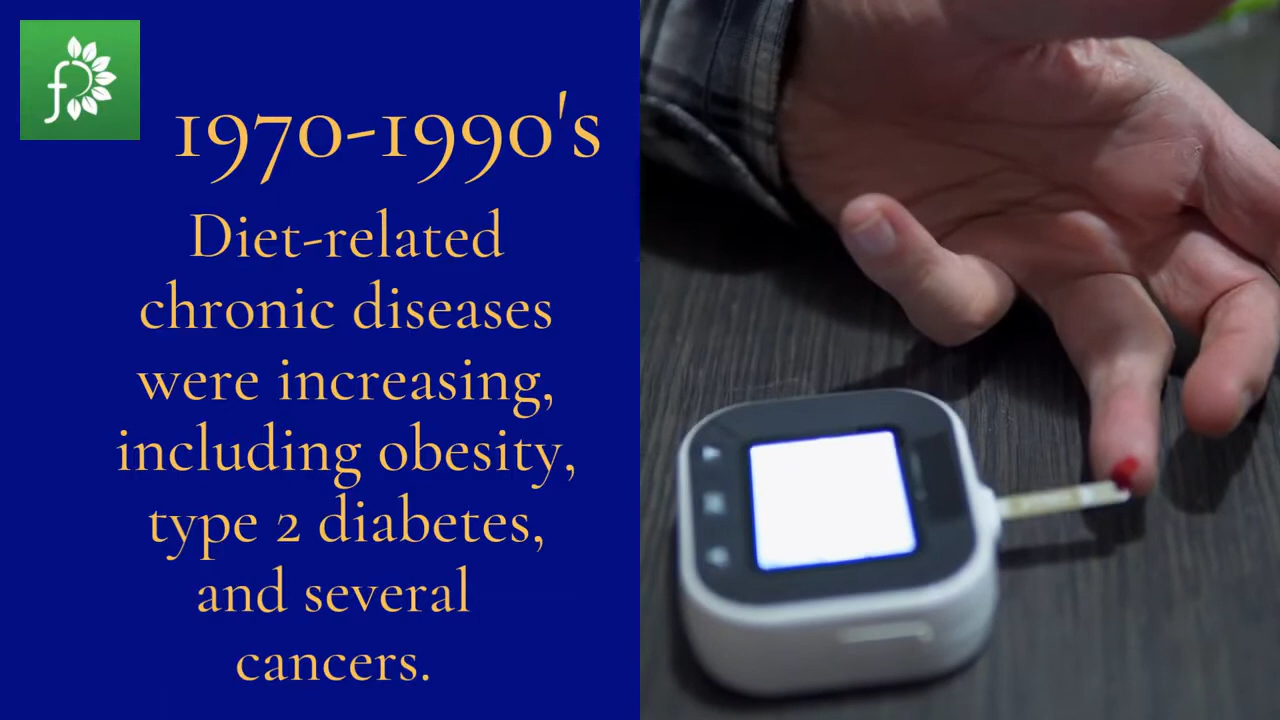 1970-1990's
Diet-related
chronic diseases
were increasing,
including obesity,
type 2 diabetes,
and several
cancers.